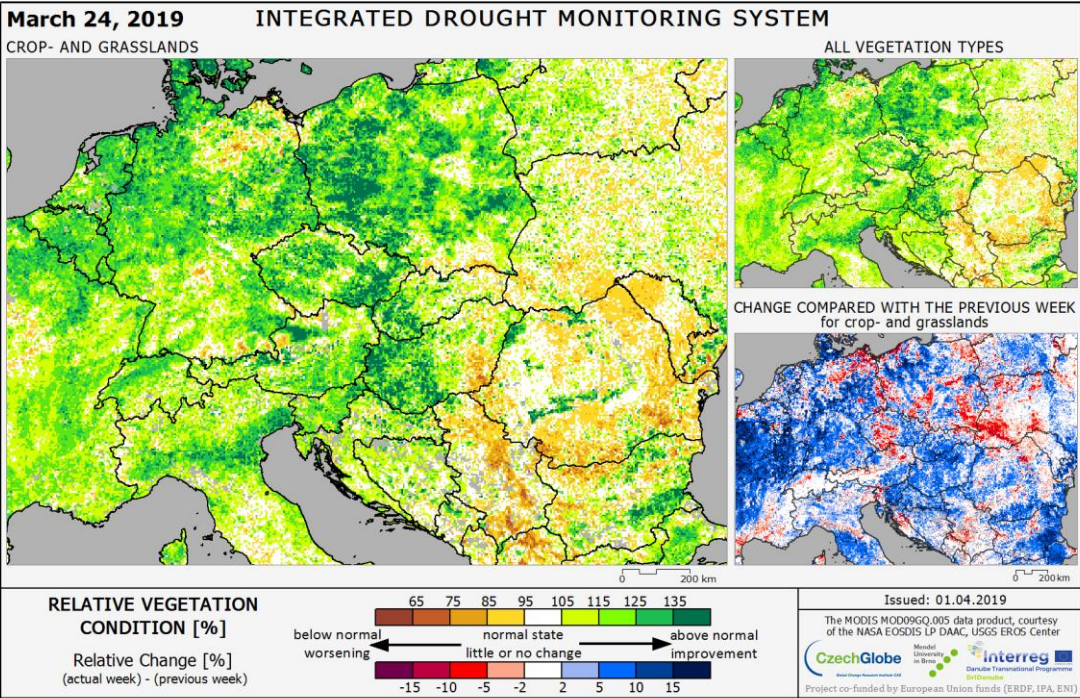 March 24, 2019
INTEGRATED DROUGHT MONITORING SYSTEM
CROP- AND GRASSLANDS
ALL VEGETATION TYPES
CHANGE COMPARED WITH THE PREVIOUS WEEK
for crop- and grasslands
0 200 km
0 200 km
RELATIVE VEGETATION
CONDITION [%]
Relative Change [%]
(actual week) - (previous week)
65 75 85 95 105 115 125 135
below normal normal state above normal
worsening little or no change improvement
-15 -10 -5 -2 2 5 10 15
Issued: 01.04.2019
The MODIS MOD09GQ.005 data product, courtesy
of the NASA EOSDIS LP DAAC, USGS EROS Center
CzechGlobe
Global Change Research Institute CAS
Mendel
University
in Brno
Interreg
Danube Transnational Programme
DriDanube
Project co-funded by European Union funds (ERDF, IPA, ENI)